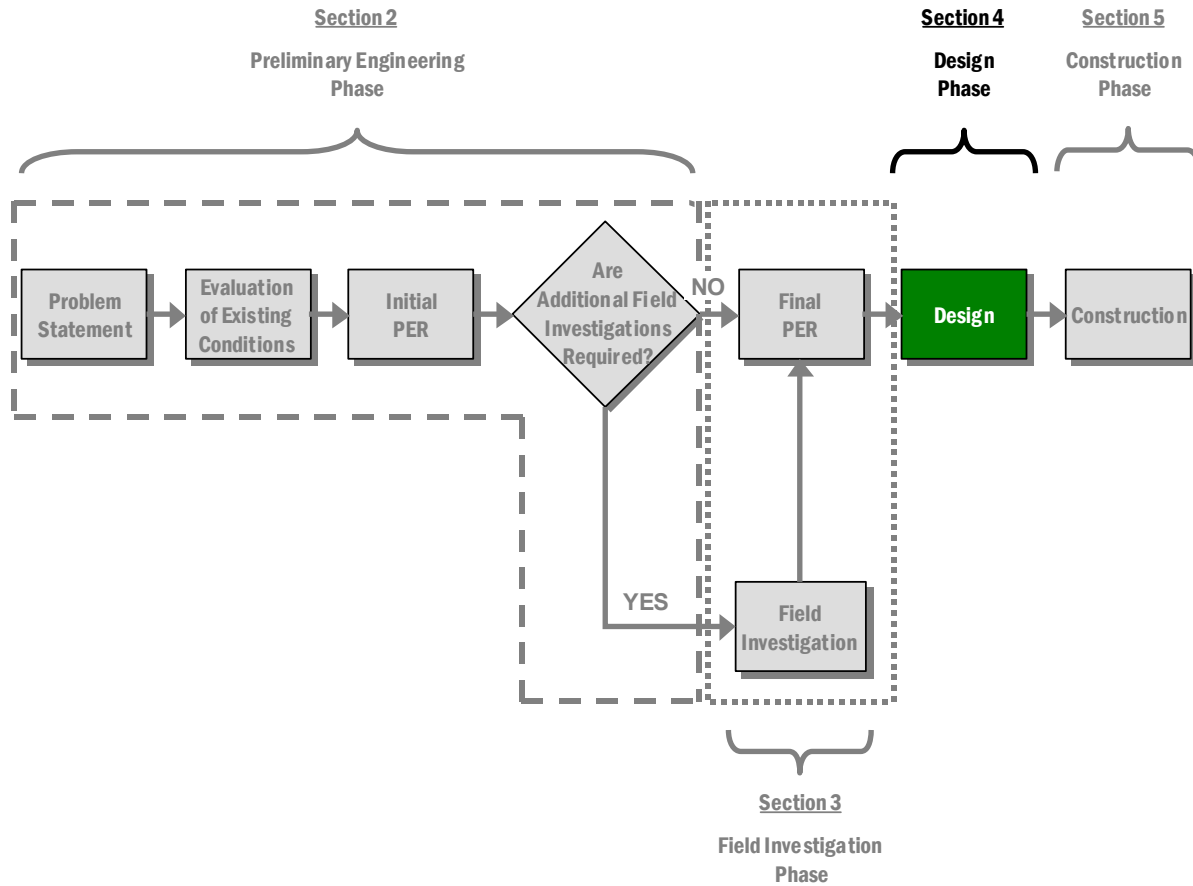 Section 2
Preliminary Engineering
Phase
Section 4
Design
Phase
Section 5
Construction
Phase
Problem
Statement
Evaluation
of Existing
Conditions
Initial
PER
Are
Additional Field
Investigations
Required?
NO
Final
PER
Design
Construction
YES
Field
Investigation
Section 3
Field Investigation
Phase